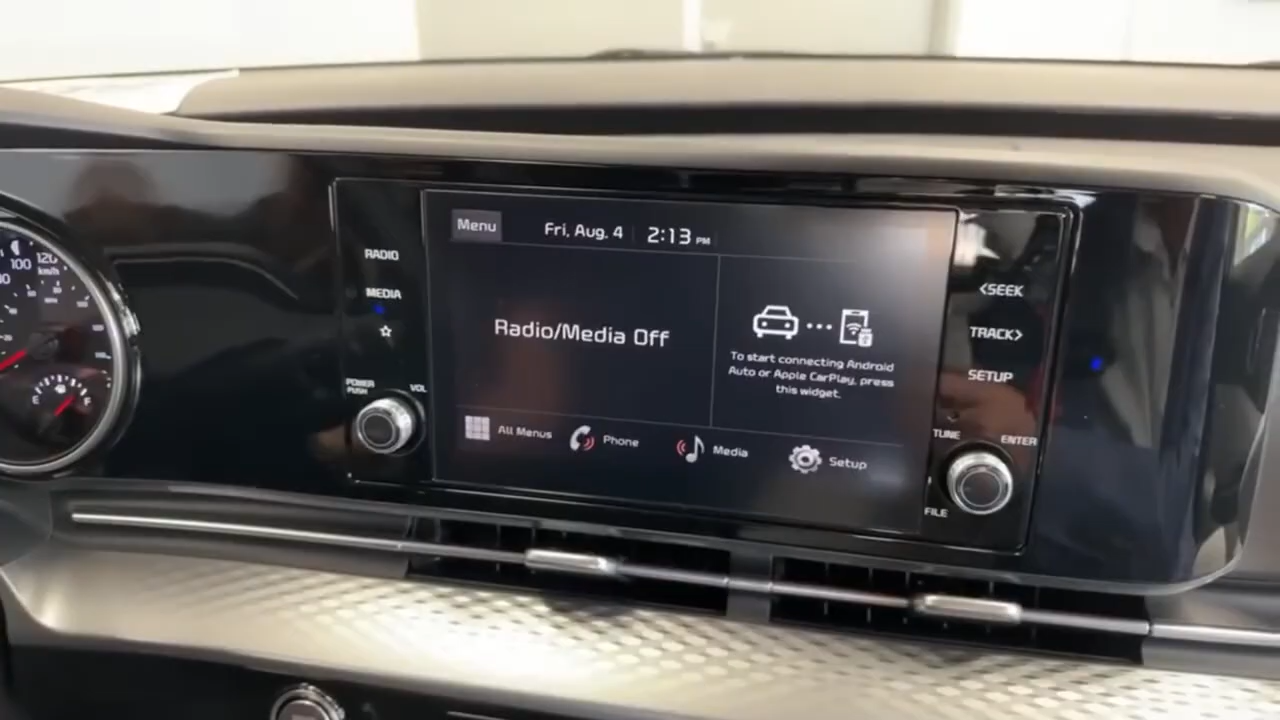 100 120
km/h
E F
RADIO
MEDIA
POWER
PUSH
VOL
Menu
Fri, Aug. 4 2:13 PM
Radio/Media Off
To start connecting Android
Auto or Apple CarPlay, press
this widget.
All Menus
Phone
Media
Setup
<SEEK
TRACK>
SETUP
TUNE
ENTER
FILE